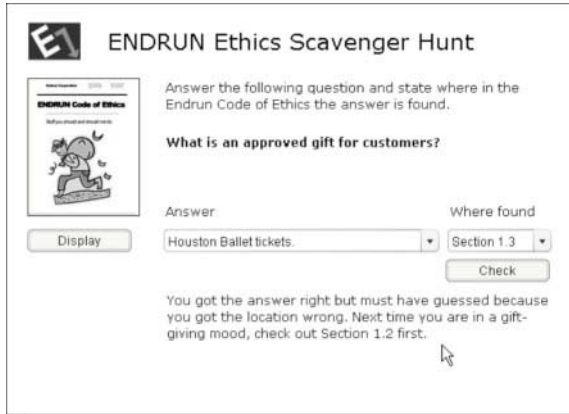 ENDRUN Ethics Scavenger Hunt
ENDRUN Code of Ethics
Answer the following question and state where in the
Endrun Code of Ethics the answer is found.
What is an approved gift for customers?
Answer
Where found
Display
Houston Ballet tickets.
Section 1.3
Check
You got the answer right but must have guessed because
you got the location wrong. Next time you are in a gift-
giving mood, check out Section 1.2 first.